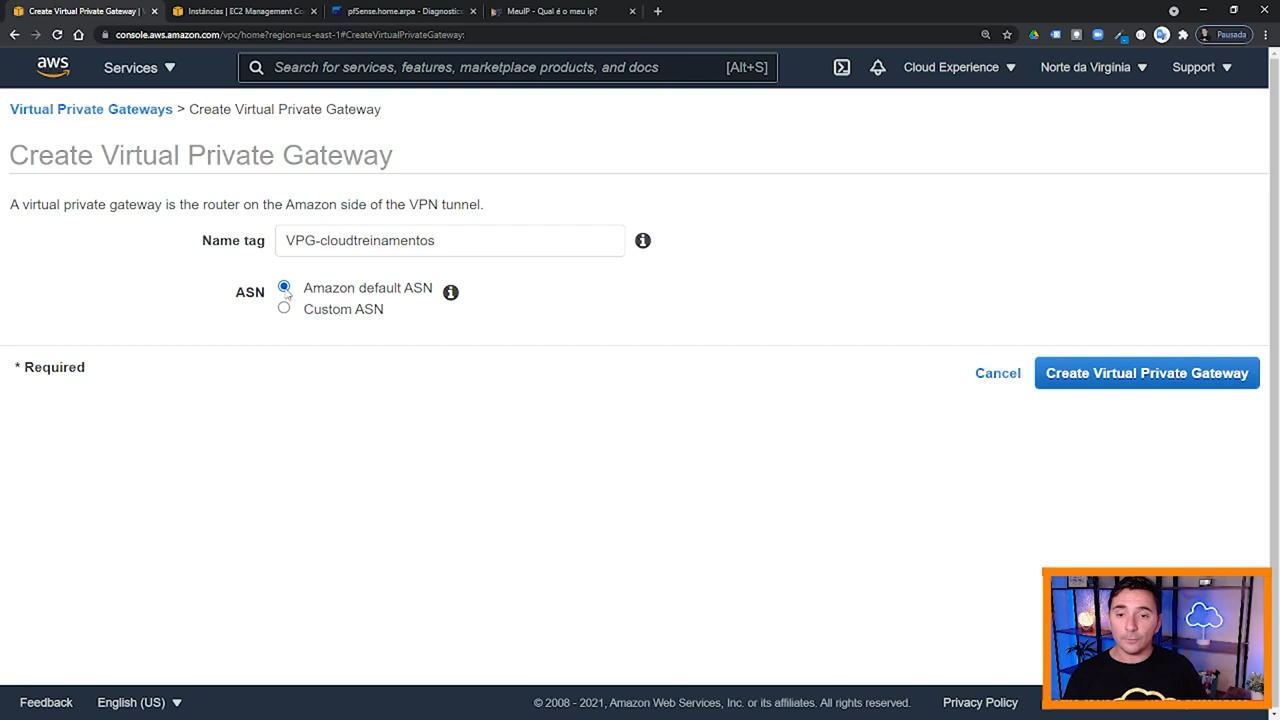 Create Virtual Private Gateway |
Instâncias | EC2 Management Co
pfSense.home.arpa - Diagnostics
MeuIP - Qual é o meu ip?
console.aws.amazon.com/vpc/home?region=us-east-1#CreateVirtualPrivateGateway:
Pausada
aws
Services
Search for services, features, marketplace products, and docs
[Alt+S]
Cloud Experience
Norte da Virgínia
Support
Virtual Private Gateways > Create Virtual Private Gateway
Create Virtual Private Gateway
A virtual private gateway is the router on the Amazon side of the VPN tunnel.
Name tag
VPG-cloudtreinamentos
ASN
Amazon default ASN
Custom ASN
* Required
Cancel
Create Virtual Private Gateway
Feedback
English (US)
© 2008 - 2021, Amazon Web Services, Inc. or its affiliates. All rights reserved.
Privacy Policy